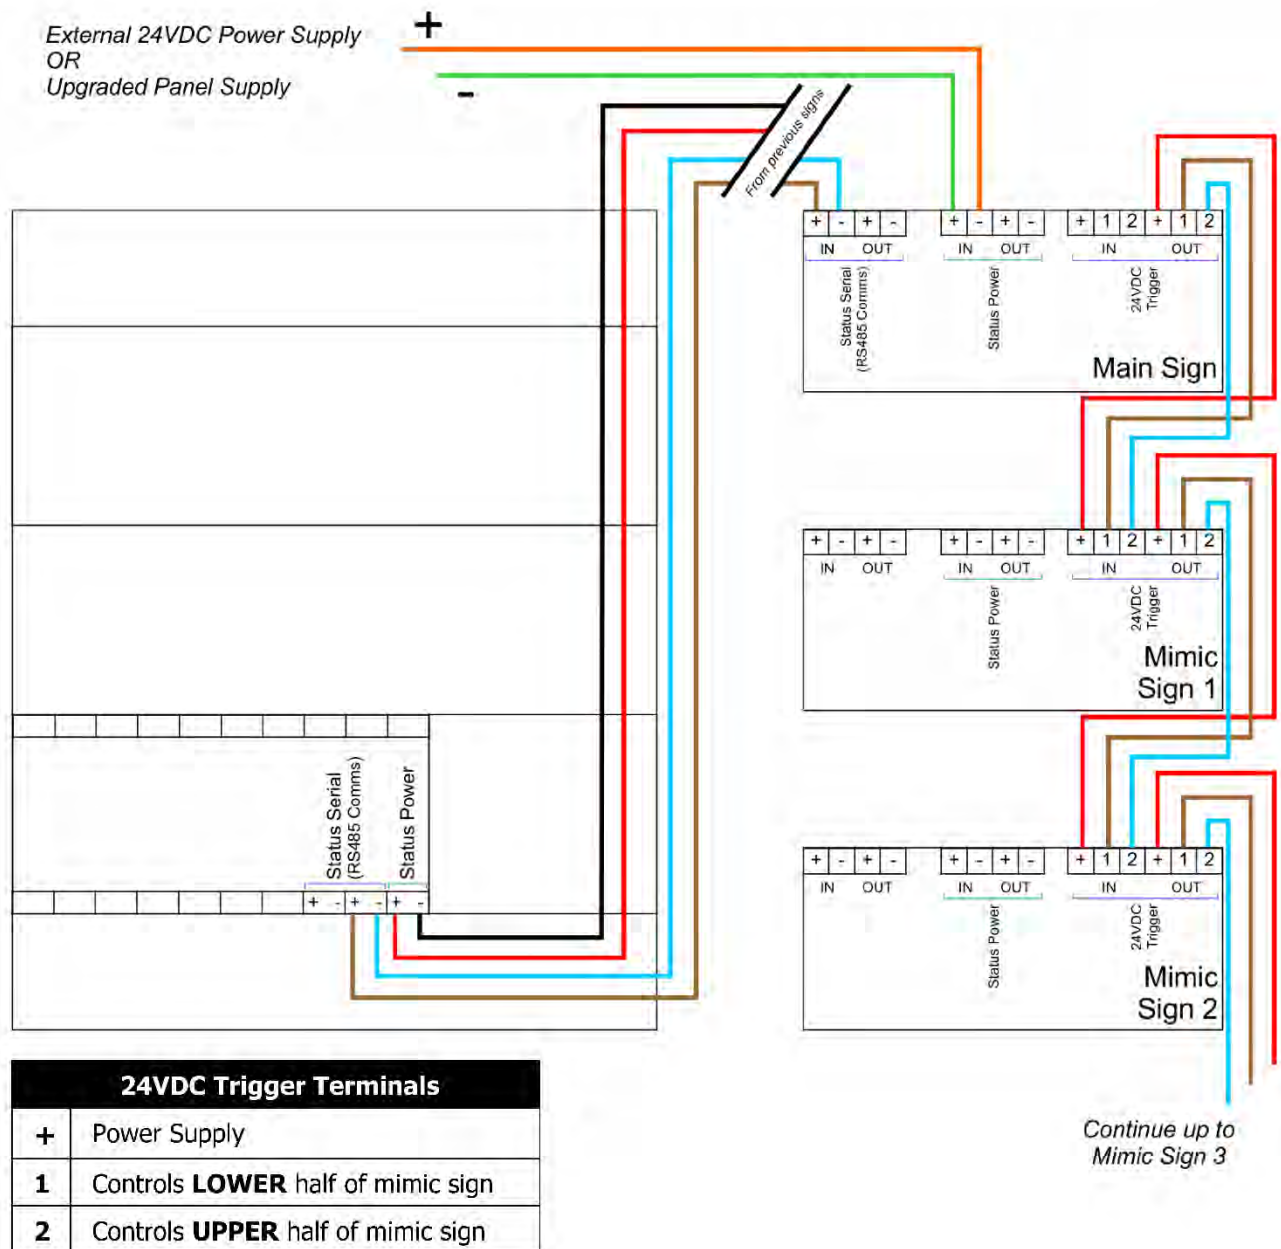 External 24VDC Power Supply
OR
Upgraded Panel Supply
+
-
From previous signs
+ - + - + - + - + 1 2 + 1 2
IN OUT IN OUT IN OUT
Status Serial
(RS485 Comms)
Status Power
24VDC
Trigger
Main Sign
+ - + - + - + - + 1 2 + 1 2
IN OUT IN OUT IN OUT
Status Power
24VDC
Trigger
Mimic
Sign 1
Status Serial
(RS485 Comms)
Status Power
+ - + - + -
+ - + - + - + - + 1 2 + 1 2
IN OUT IN OUT IN OUT
Status Power
24VDC
Trigger
Mimic
Sign 2
Continue up to
Mimic Sign 3
24VDC Trigger Terminals
+ Power Supply
1 Controls LOWER half of mimic sign
2 Controls UPPER half of mimic sign